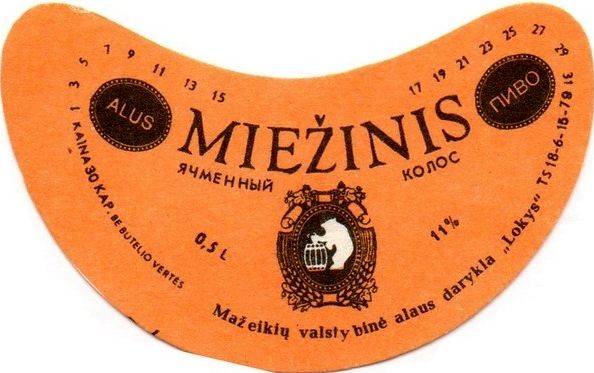 1 3 5 7 9 11 13 15
17 19 21 23 25 27 29 31
ALUS
ПИВО
MIEŽINIS
ЯЧМЕННЫЙ КОЛОС
KAINA 30 KAP. BE BUTELIO VERTĖS
0,5 L
11%
Mažeikių valstybinė alaus darykla „Lokys“ TS 18-6-15-79